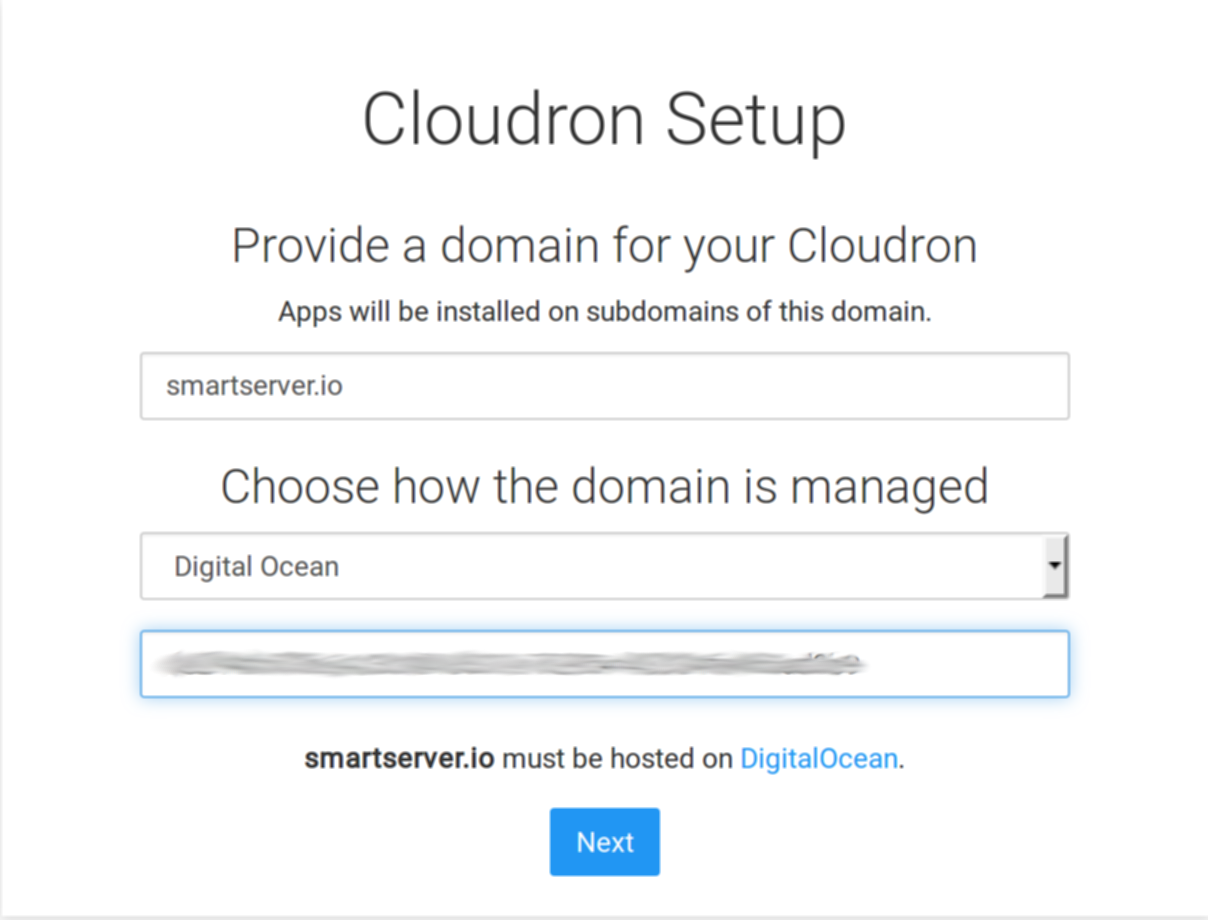 Cloudron Setup
Provide a domain for your Cloudron
Apps will be installed on subdomains of this domain.
smartserver.io
Choose how the domain is managed
Digital Ocean
smartserver.io must be hosted on DigitalOcean.
Next